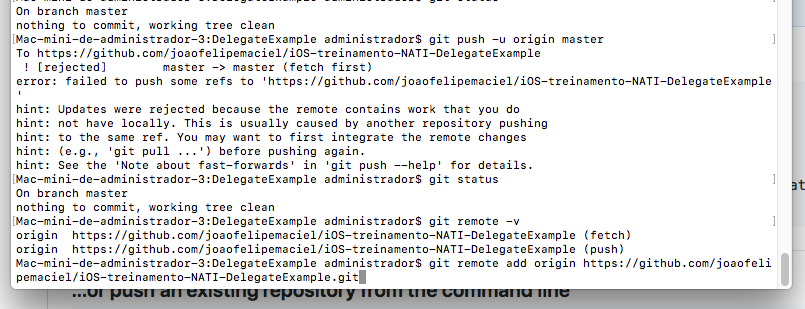 On branch master
nothing to commit, working tree clean
[Mac-mini-de-administrador-3:DelegateExample administrador$ git push -u origin master ]
To https://github.com/joaofelipemaciel/iOS-treinamento-NATI-DelegateExample
! [rejected]        master -> master (fetch first)
error: failed to push some refs to 'https://github.com/joaofelipemaciel/iOS-treinamento-NATI-DelegateExample
'
hint: Updates were rejected because the remote contains work that you do
hint: not have locally. This is usually caused by another repository pushing
hint: to the same ref. You may want to first integrate the remote changes
hint: (e.g., 'git pull ...') before pushing again.
hint: See the 'Note about fast-forwards' in 'git push --help' for details.
[Mac-mini-de-administrador-3:DelegateExample administrador$ git status ]
On branch master
nothing to commit, working tree clean
[Mac-mini-de-administrador-3:DelegateExample administrador$ git remote -v ]
origin  https://github.com/joaofelipemaciel/iOS-treinamento-NATI-DelegateExample (fetch)
origin  https://github.com/joaofelipemaciel/iOS-treinamento-NATI-DelegateExample (push)
Mac-mini-de-administrador-3:DelegateExample administrador$ git remote add origin https://github.com/joaofeli
pemaciel/iOS-treinamento-NATI-DelegateExample.git
...or push an existing repository from the command line